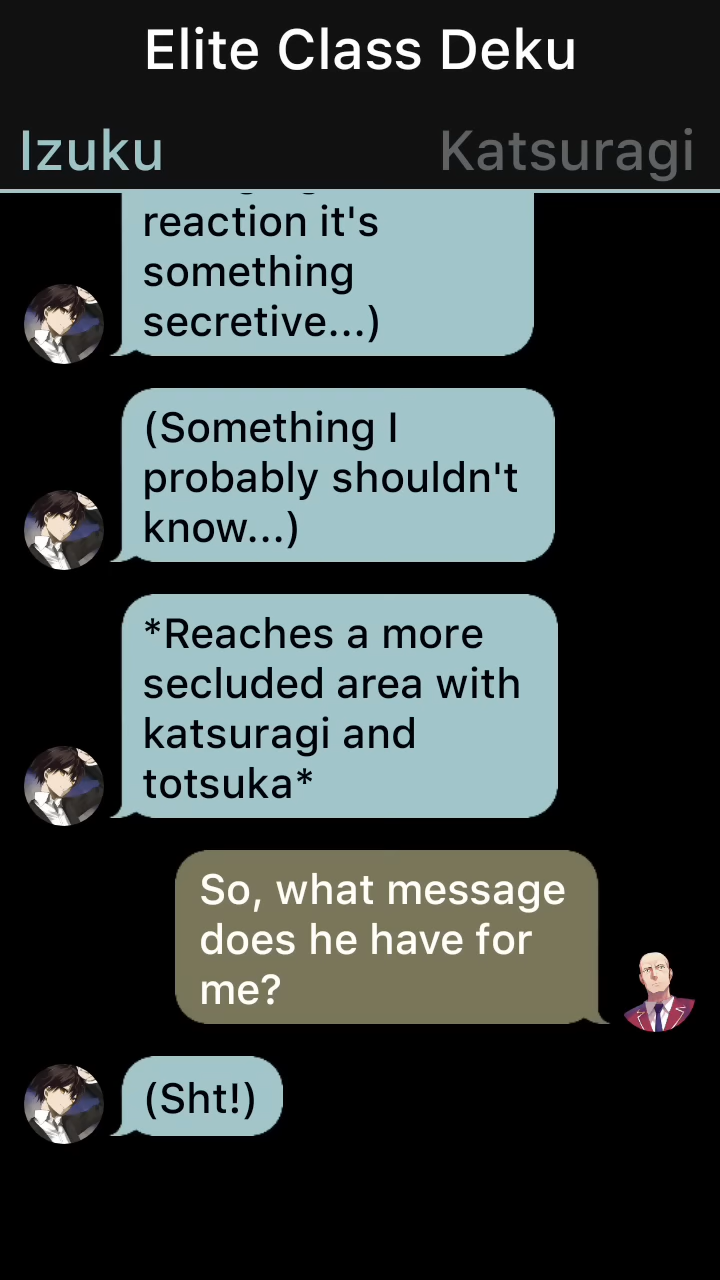 Elite Class Deku
Izuku
Katsuragi
reaction it's
something
secretive...)
(Something I
probably shouldn't
know...)
*Reaches a more
secluded area with
katsuragi and
totsuka*
So, what message
does he have for
me?
(Sht!)